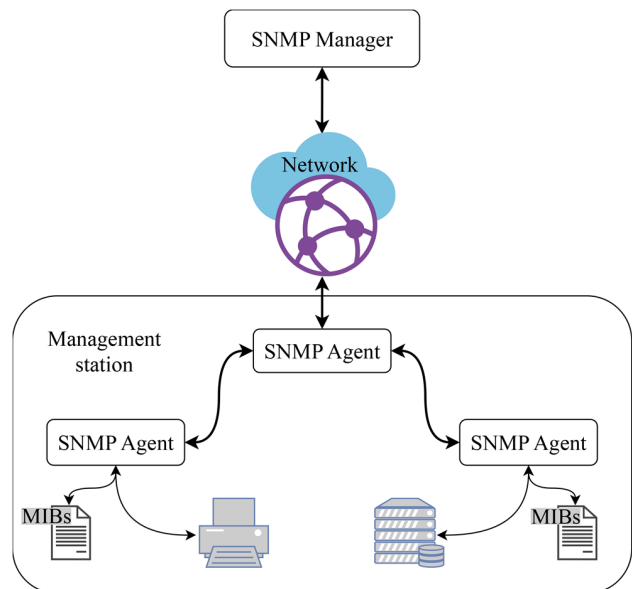 SNMP Manager
Network
Management
station
SNMP Agent
SNMP Agent
SNMP Agent
MIBs
MIBs